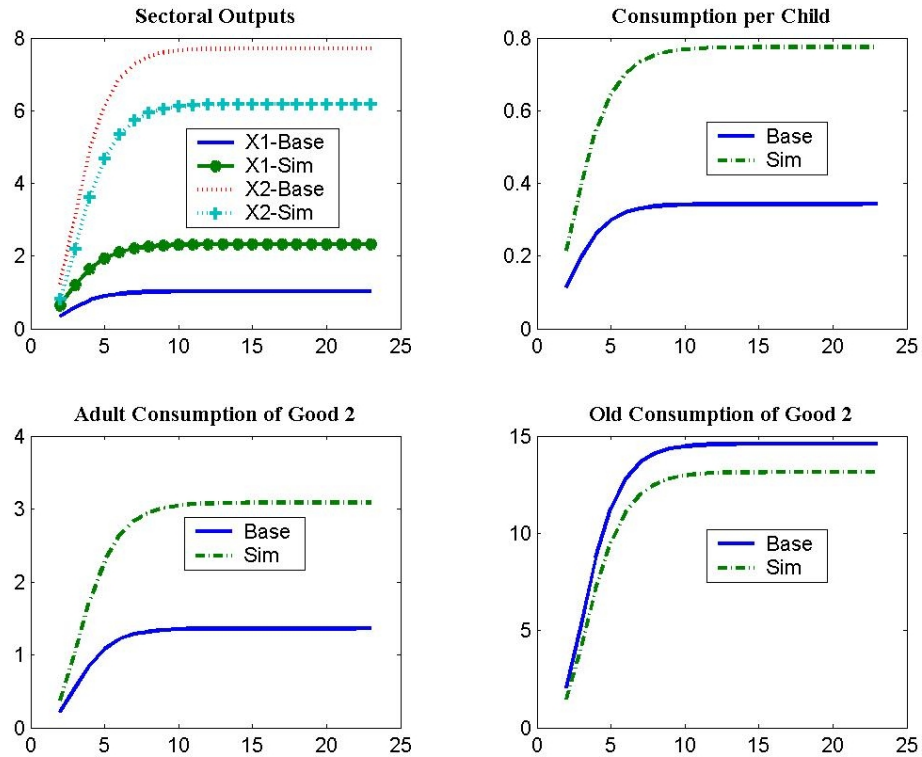 Sectoral Outputs
8
6
4
2
0
0 5 10 15 20 25
X1-Base
X1-Sim
X2-Base
X2-Sim
Consumption per Child
0.8
0.6
0.4
0.2
0
0 5 10 15 20 25
Base
Sim
Adult Consumption of Good 2
4
3
2
1
0
0 5 10 15 20 25
Base
Sim
Old Consumption of Good 2
15
10
5
0
0 5 10 15 20 25
Base
Sim